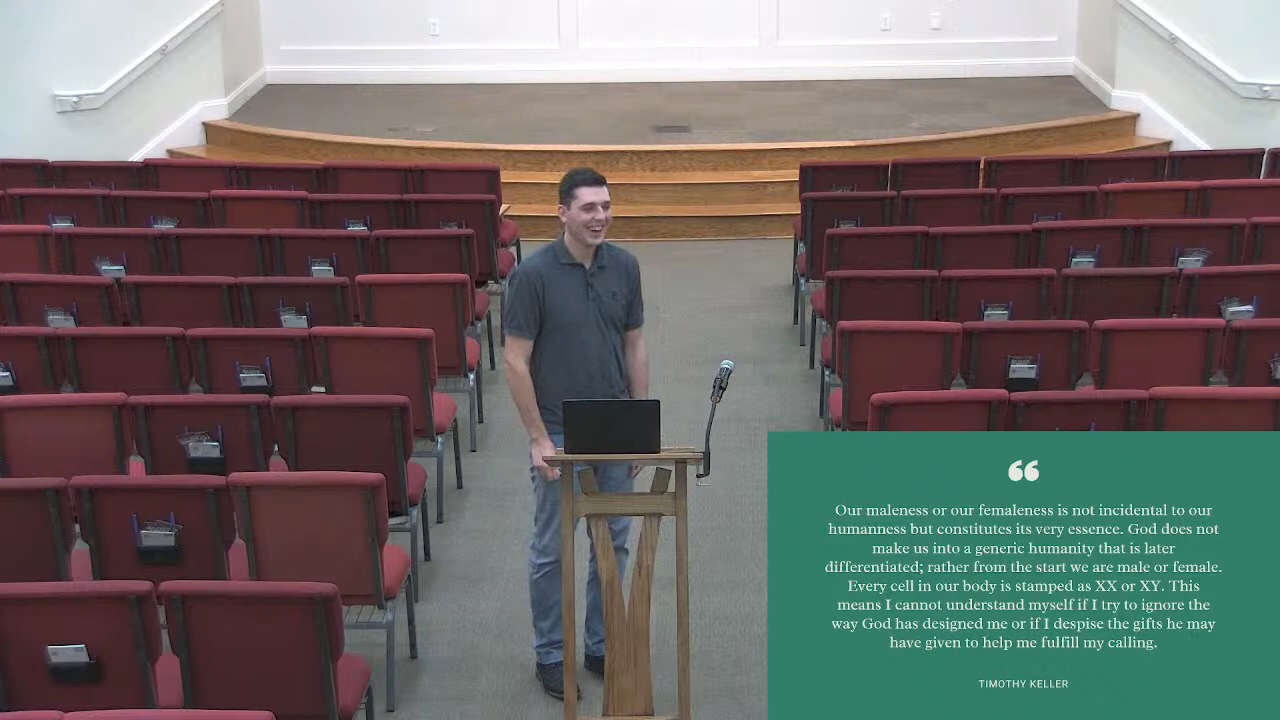 Our maleness or our femaleness is not incidental to our
humanness but constitutes its very essence. God does not
make us into a generic humanity that is later
differentiated; rather from the start we are male or female.
Every cell in our body is stamped as XX or XY. This
means I cannot understand myself if I try to ignore the
way God has designed me or if I despise the gifts he may
have given to help me fulfill my calling.
TIMOTHY KELLER